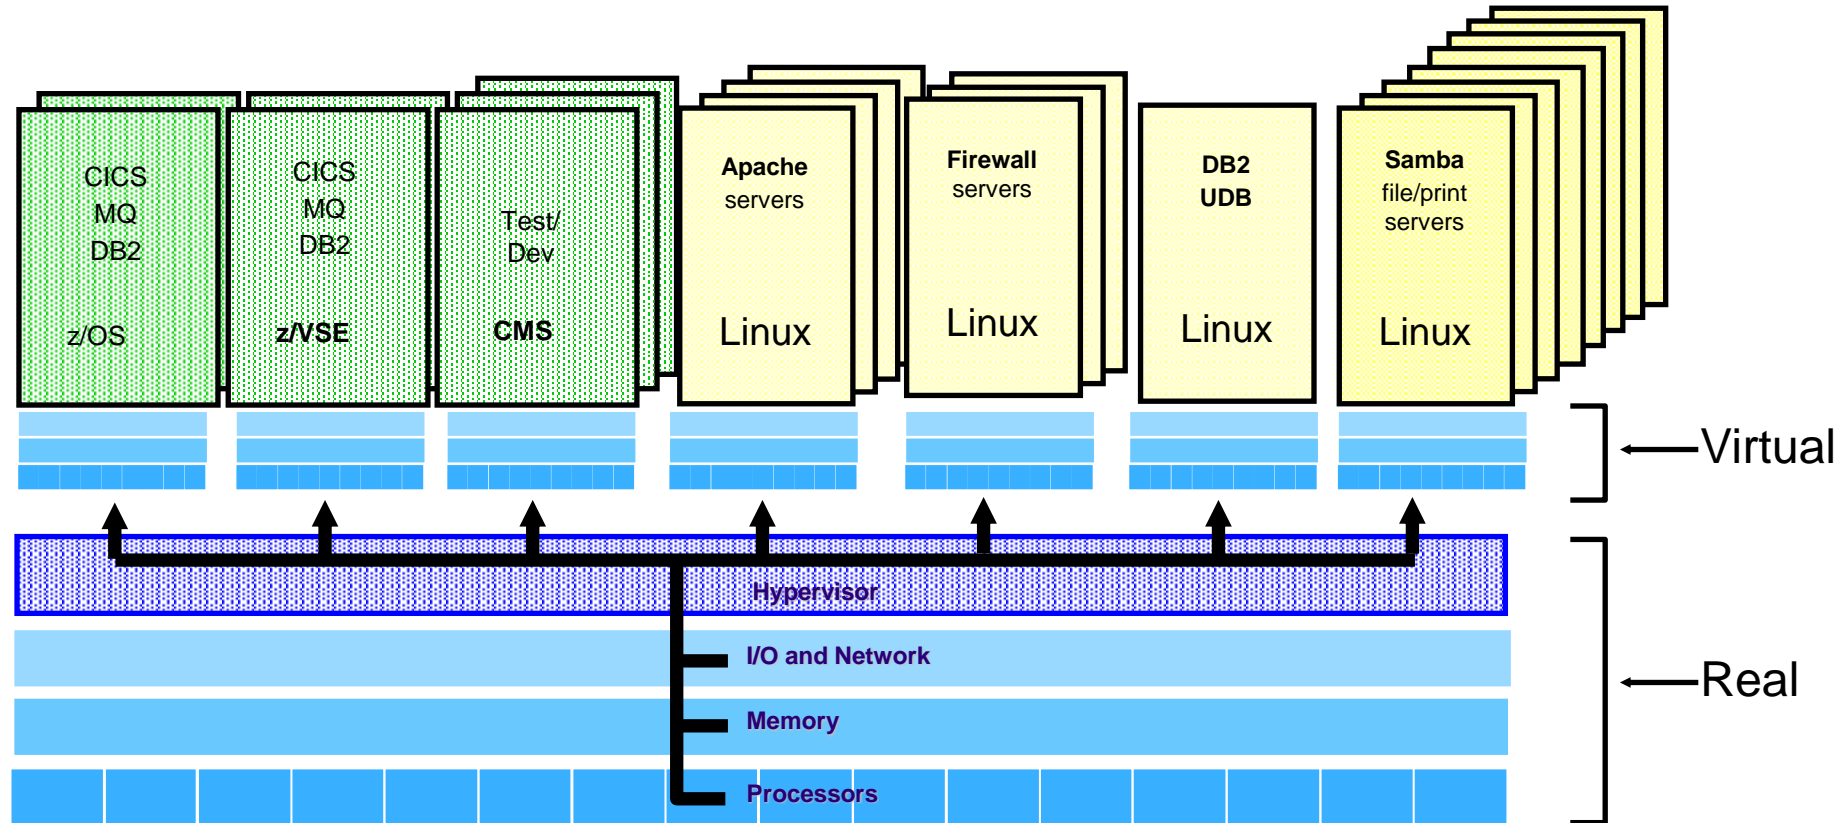 CICS
MQ
DB2
z/OS
CICS
MQ
DB2
z/VSE
Test/
Dev
CMS
Apache
servers
Linux
Firewall
servers
Linux
DB2
UDB
Linux
Samba
file/print
servers
Linux
Virtual
Hypervisor
I/O and Network
Memory
Processors
Real